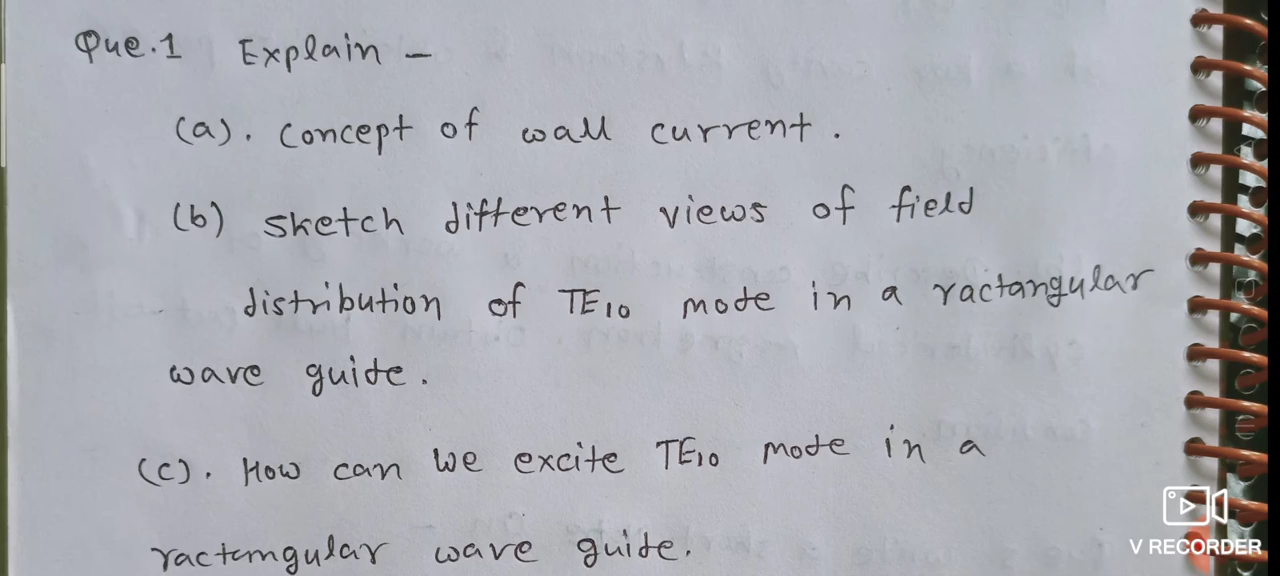 Que.1 Explain -
(a). Concept of wall current.
(b) sketch different views of field
distribution of TE10 mode in a ractangular
wave guide.
(c). How can we excite TE10 mode in a
ractangular wave guide.
V RECORDER